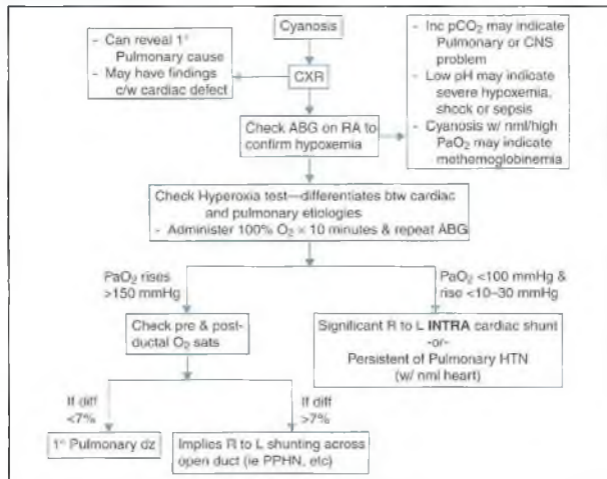 Cyanosis
- Can reveal 1°
Pulmonary cause
- May have findings
c/w cardiac defect
CXR
- Inc pCO₂ may indicate
Pulmonary or CNS
problem
- Low pH may indicate
severe hypoxemia,
shock or sepsis
- Cyanosis w/ nml/high
PaO₂ may indicate
methemoglobinemia
Check ABG on RA to
confirm hypoxemia
Check Hyperoxia test—differentiates btw cardiac
and pulmonary etiologies
- Administer 100% O₂ × 10 minutes & repeat ABG
PaO₂ rises
>150 mmHg
PaO₂ <100 mmHg &
rise <10–30 mmHg
Check pre & post-
ductal O₂ sats
Significant R to L INTRA cardiac shunt
-or-
Persistent of Pulmonary HTN
(w/ nml heart)
If diff
<7%
If diff
>7%
1° Pulmonary dz
Implies R to L shunting across
open duct (ie PPHN, etc)